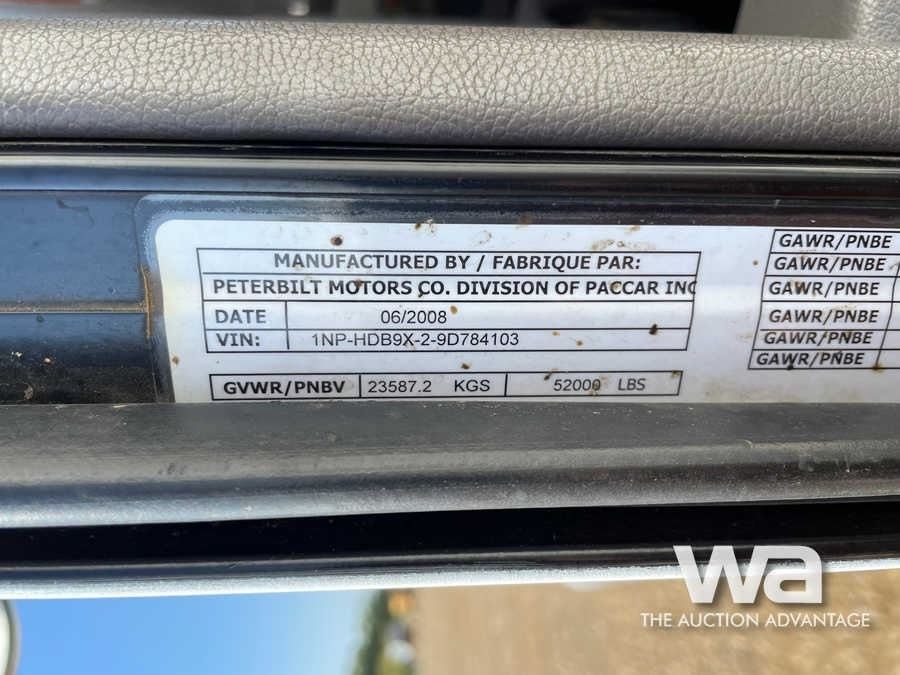 MANUFACTURED BY / FABRIQUE PAR:
PETERBILT MOTORS CO. DIVISION OF PACCAR INC
DATE 06/2008
VIN: 1NP-HDB9X-2-9D784103
GVWR/PNBV 23587.2 KGS 52000 LBS
GAWR/PNBE
GAWR/PNBE
GAWR/PNBE
GAWR/PNBE
GAWR/PNBE
GAWR/PNBE
wa
THE AUCTION ADVANTAGE